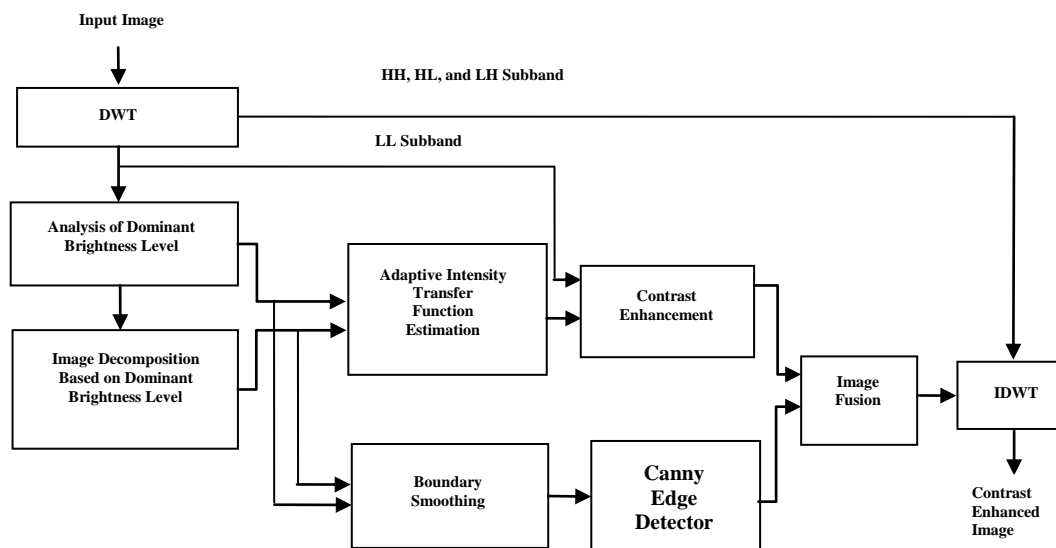 Input Image
HH, HL, and LH Subband
DWT
LL Subband
Analysis of Dominant
Brightness Level
Adaptive Intensity
Transfer
Function
Estimation
Contrast
Enhancement
Image Decomposition
Based on Dominant
Brightness Level
Image
Fusion
IDWT
Boundary
Smoothing
Canny
Edge
Detector
Contrast
Enhanced
Image